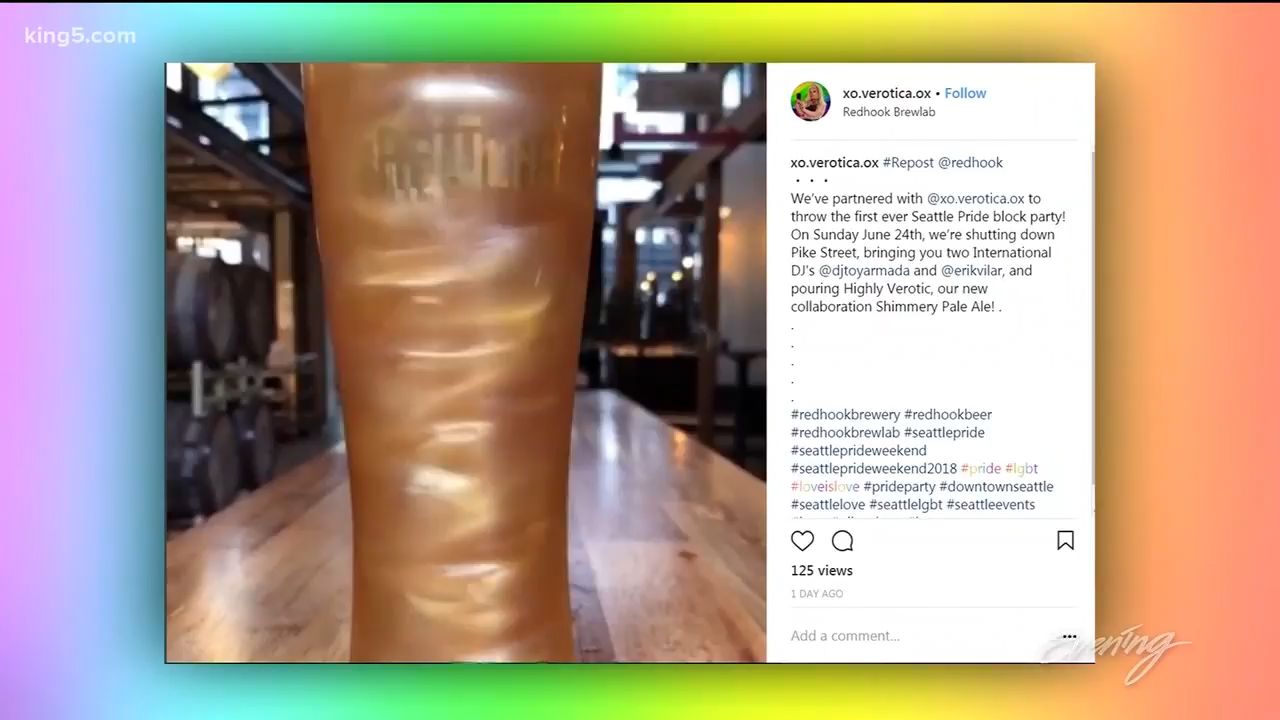 king5.com
xo.verotica.ox • Follow
Redhook Brewlab
xo.verotica.ox #Repost @redhook
• • •
We've partnered with @xo.verotica.ox to
throw the first ever Seattle Pride block party!
On Sunday June 24th, we're shutting down
Pike Street, bringing you two International
DJ's @djtoyarmada and @erikvilar, and
pouring Highly Verotic, our new
collaboration Shimmery Pale Ale! .
.
.
.
.
.
#redhookbrewery #redhookbeer
#redhookbrewlab #seattlepride
#seattleprideweekend
#seattleprideweekend2018 #pride #lgbt
#loveislove #prideparty #downtownseattle
#seattlelove #seattlelgbt #seattleevents
125 views
1 DAY AGO
Add a comment...
Evening